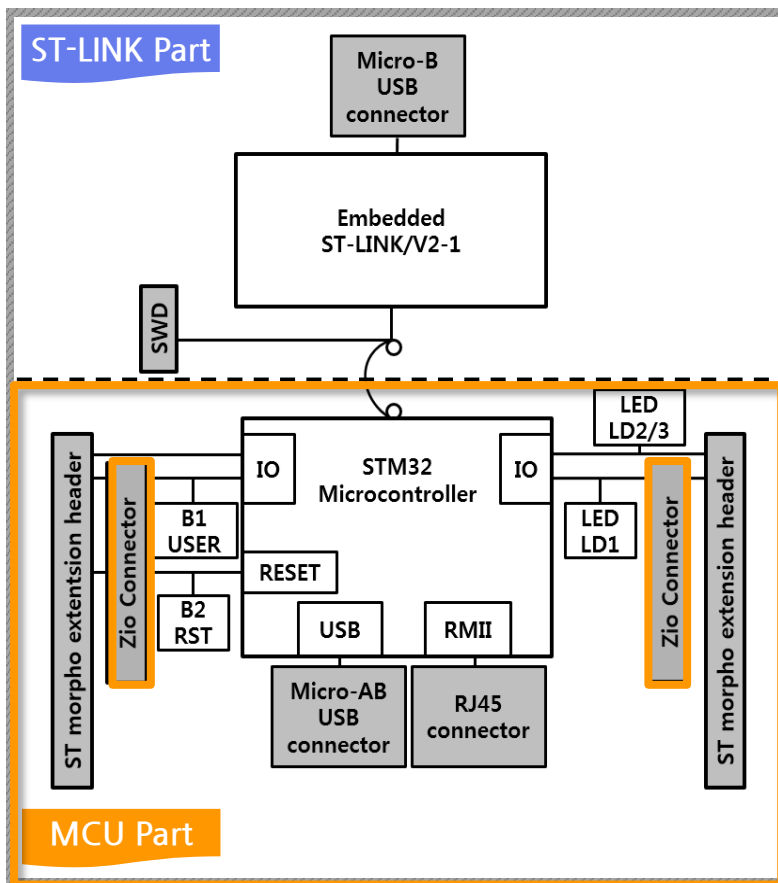 ST-LINK Part
Micro-B
USB
connector
Embedded
ST-LINK/V2-1
SWD
LED
LD2/3
ST morpho extentsion header
Zio Connector
IO
STM32
Microcontroller
IO
B1
USER
LED
LD1
Zio Connector
ST morpho extension header
RESET
B2
RST
USB
RMII
Micro-AB
USB
connector
RJ45
connector
MCU Part